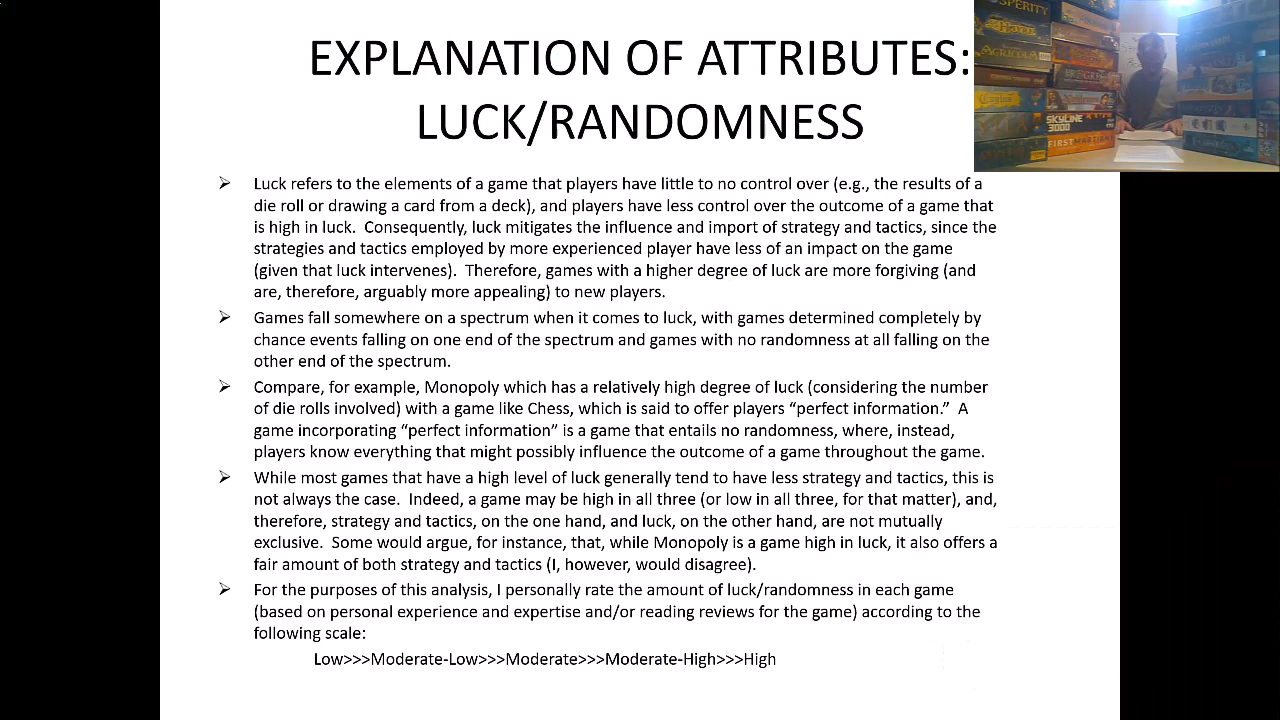 EXPLANATION OF ATTRIBUTES:
LUCK/RANDOMNESS
SPERITY
AGRICOLA
SKYLINE
3000
FIRST MARTIANS
➢ Luck refers to the elements of a game that players have little to no control over (e.g., the results of a
die roll or drawing a card from a deck), and players have less control over the outcome of a game that
is high in luck.  Consequently, luck mitigates the influence and import of strategy and tactics, since the
strategies and tactics employed by more experienced player have less of an impact on the game
(given that luck intervenes).  Therefore, games with a higher degree of luck are more forgiving (and
are, therefore, arguably more appealing) to new players.
➢ Games fall somewhere on a spectrum when it comes to luck, with games determined completely by
chance events falling on one end of the spectrum and games with no randomness at all falling on the
other end of the spectrum.
➢ Compare, for example, Monopoly which has a relatively high degree of luck (considering the number
of die rolls involved) with a game like Chess, which is said to offer players “perfect information.”  A
game incorporating “perfect information” is a game that entails no randomness, where, instead,
players know everything that might possibly influence the outcome of a game throughout the game.
➢ While most games that have a high level of luck generally tend to have less strategy and tactics, this is
not always the case.  Indeed, a game may be high in all three (or low in all three, for that matter), and,
therefore, strategy and tactics, on the one hand, and luck, on the other hand, are not mutually
exclusive.  Some would argue, for instance, that, while Monopoly is a game high in luck, it also offers a
fair amount of both strategy and tactics (I, however, would disagree).
➢ For the purposes of this analysis, I personally rate the amount of luck/randomness in each game
(based on personal experience and expertise and/or reading reviews for the game) according to the
following scale:
Low>>>Moderate-Low>>>Moderate>>>Moderate-High>>>High